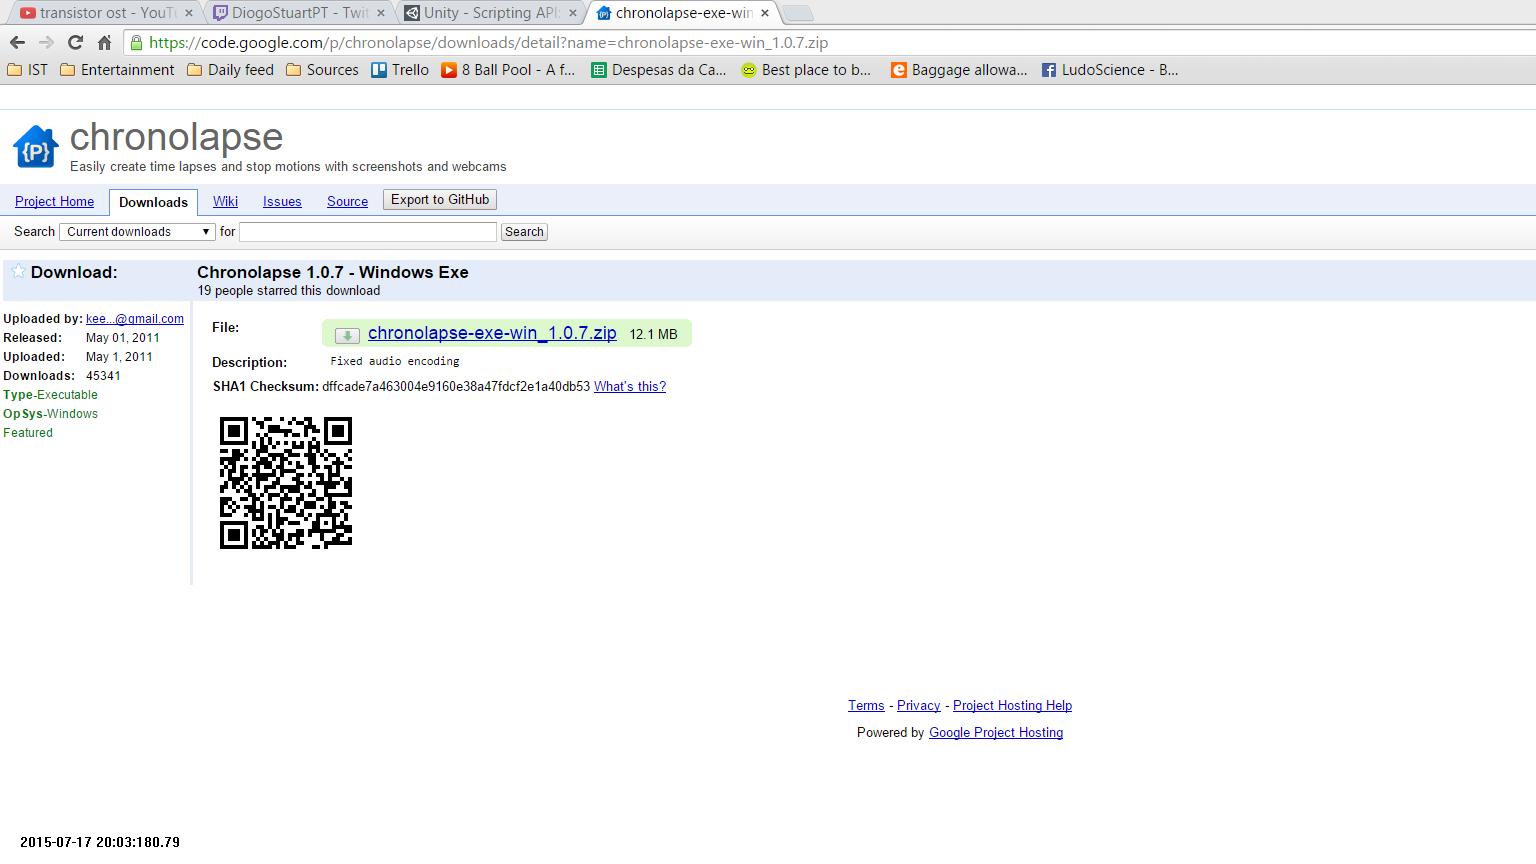 transistor ost - YouTu
DiogoStuartPT - Twit
Unity - Scripting API:
chronolapse-exe-win
https://code.google.com/p/chronolapse/downloads/detail?name=chronolapse-exe-win_1.0.7.zip
IST Entertainment Daily feed Sources Trello 8 Ball Pool - A f... Despesas da Ca... Best place to b... Baggage allowa... LudoScience - B...
{P}
chronolapse
Easily create time lapses and stop motions with screenshots and webcams
Project Home Downloads Wiki Issues Source Export to GitHub
Search Current downloads for Search
Download: Chronolapse 1.0.7 - Windows Exe
19 people starred this download
Uploaded by: kee...@gmail.com
Released: May 01, 2011
Uploaded: May 1, 2011
Downloads: 45341
Type-Executable
OpSys-Windows
Featured
File: chronolapse-exe-win_1.0.7.zip 12.1 MB
Description: Fixed audio encoding
SHA1 Checksum: dffcade7a463004e9160e38a47fdcf2e1a40db53 What's this?
Terms - Privacy - Project Hosting Help
Powered by Google Project Hosting
2015-07-17 20:03:180.79